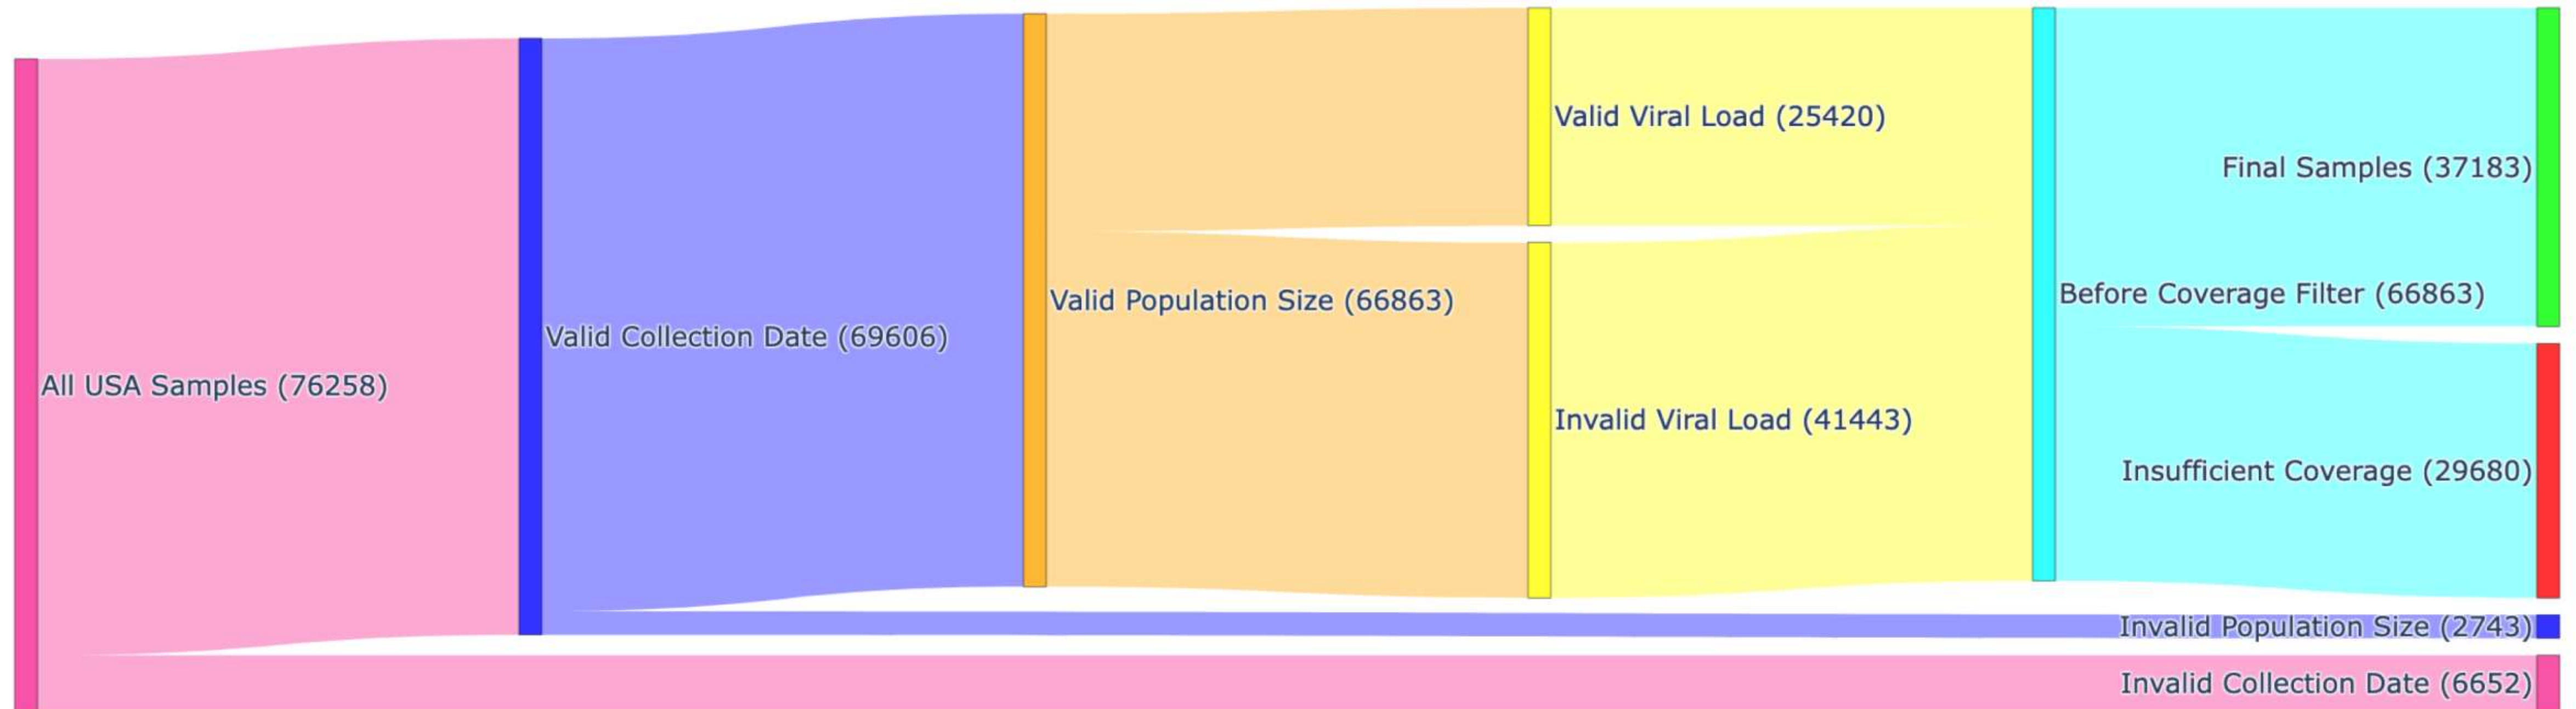 All USA Samples (76258)
Valid Collection Date (69606)
Valid Population Size (66863)
Valid Viral Load (25420)
Invalid Viral Load (41443)
Before Coverage Filter (66863)
Final Samples (37183)
Insufficient Coverage (29680)
Invalid Population Size (2743)
Invalid Collection Date (6652)